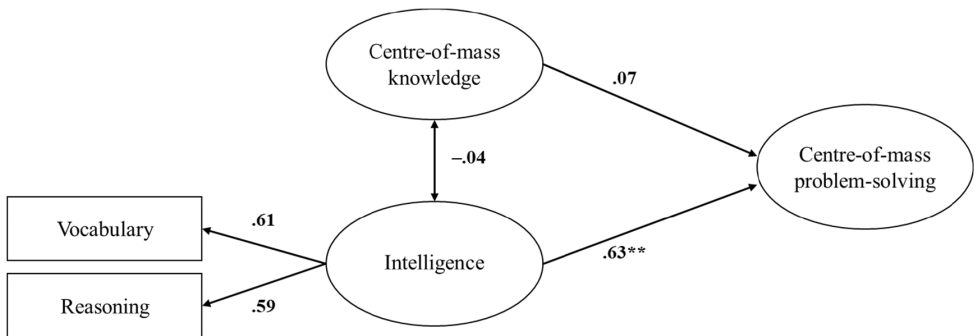 Centre-of-mass
knowledge
.07
–.04
Centre-of-mass
problem-solving
Vocabulary
.61
Intelligence
.63**
Reasoning
.59